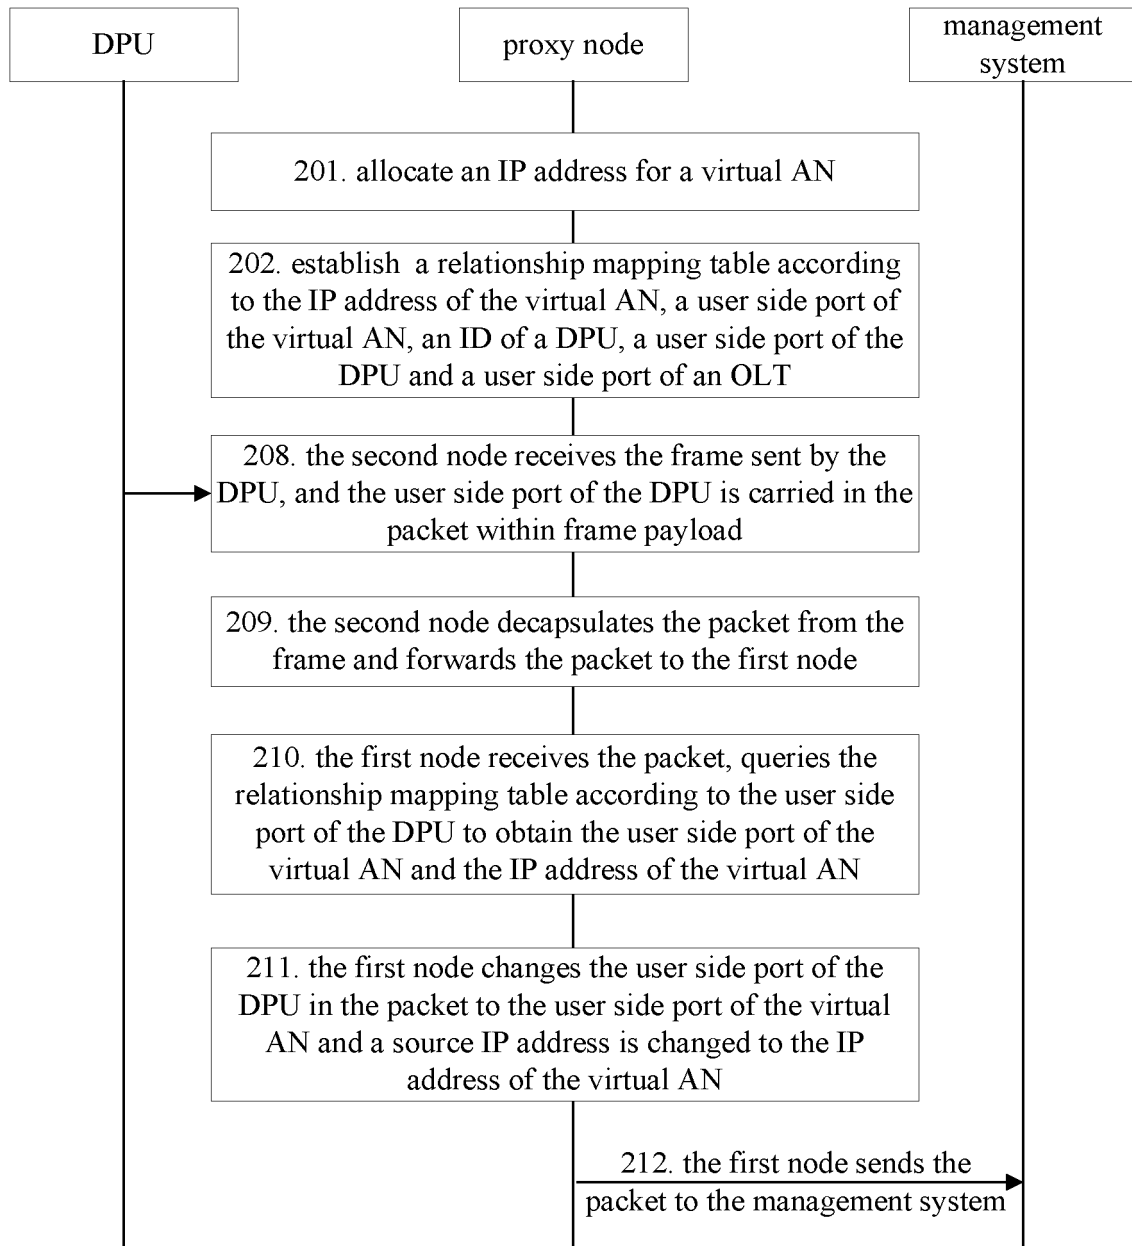 DPU
proxy node
management
system
201. allocate an IP address for a virtual AN
202. establish a relationship mapping table according
to the IP address of the virtual AN, a user side port of
the virtual AN, an ID of a DPU, a user side port of the
DPU and a user side port of an OLT
208. the second node receives the frame sent by the
DPU, and the user side port of the DPU is carried in the
packet within frame payload
209. the second node decapsulates the packet from the
frame and forwards the packet to the first node
210. the first node receives the packet, queries the
relationship mapping table according to the user side
port of the DPU to obtain the user side port of the
virtual AN and the IP address of the virtual AN
211. the first node changes the user side port of the
DPU in the packet to the user side port of the virtual
AN and a source IP address is changed to the IP
address of the virtual AN
212. the first node sends the
packet to the management system